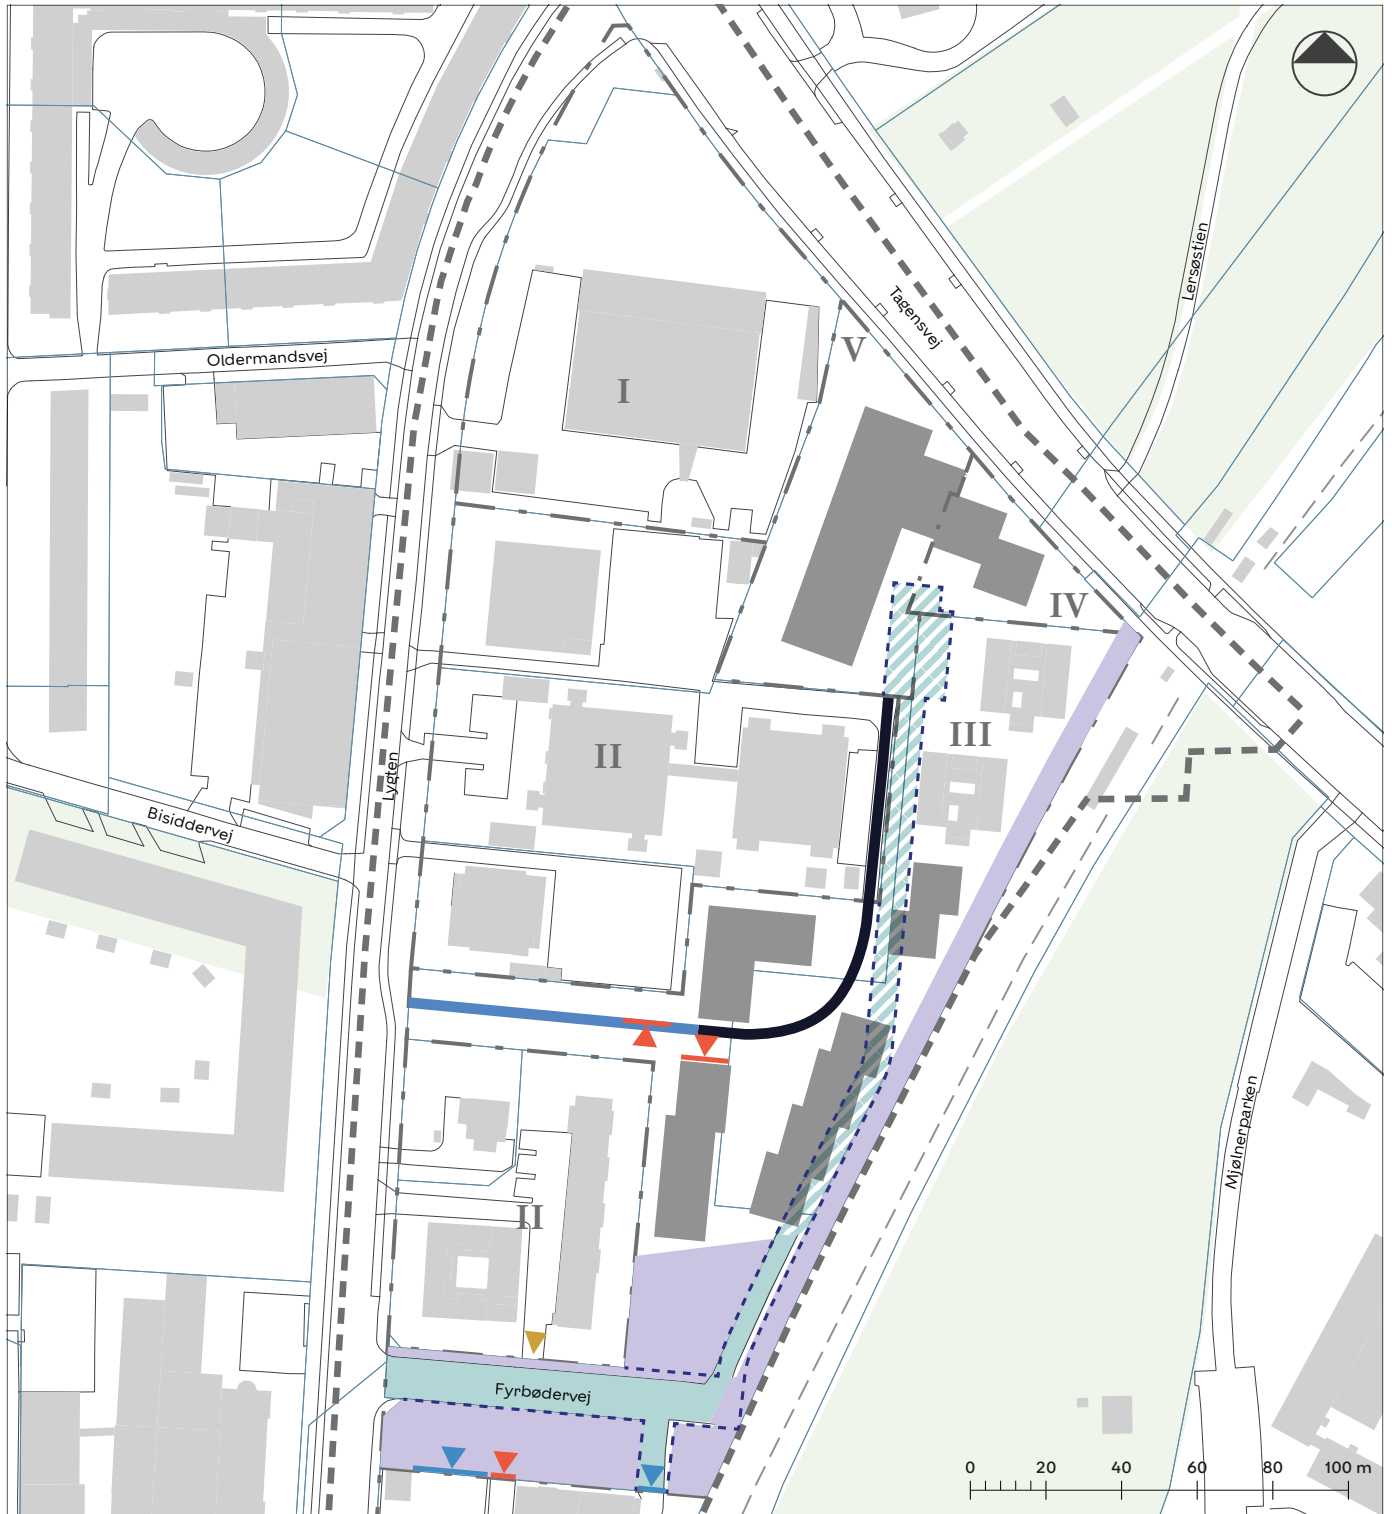 Lersøstien
Tagensvej
V
Oldermandsvej
I
IV
III
II
Lygten
Bisiddervej
Mjølnerparken
II
Fyrbødervej
0 20 40 60 80 100 m